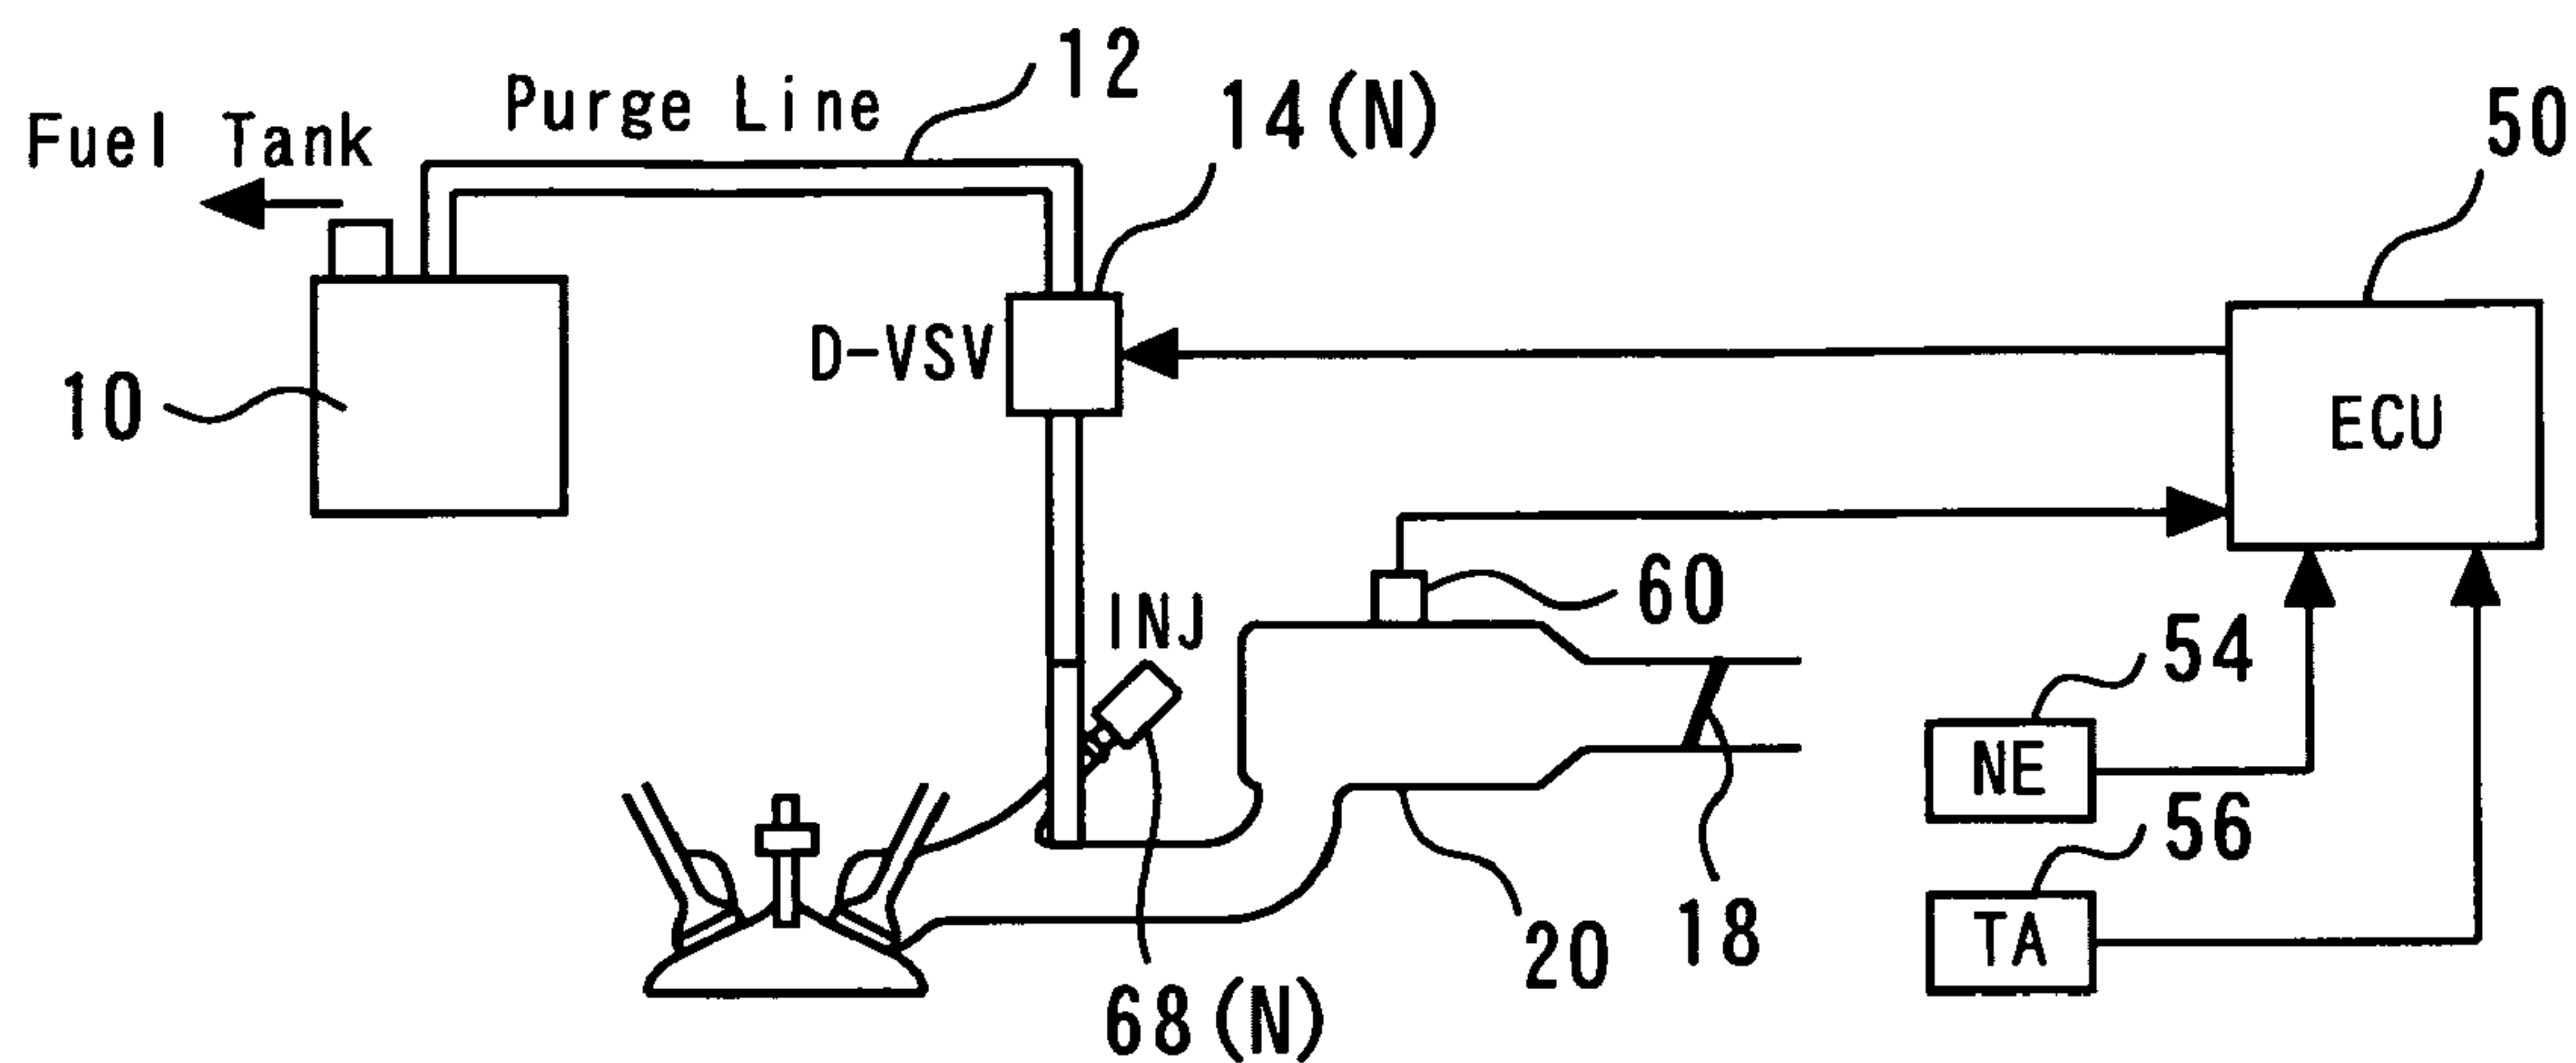 12
Purge Line
14(N)
50
Fuel Tank
D-VSV
10
ECU
60
INJ
54
NE
56
18
TA
20
68(N)